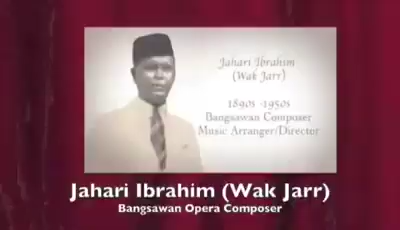 Jahari Ibrahim
(Wak Jarr)
1890s -1950s
Bangsawan Composer
Music Arranger/Director
Jahari Ibrahim (Wak Jarr)
Bangsawan Opera Composer